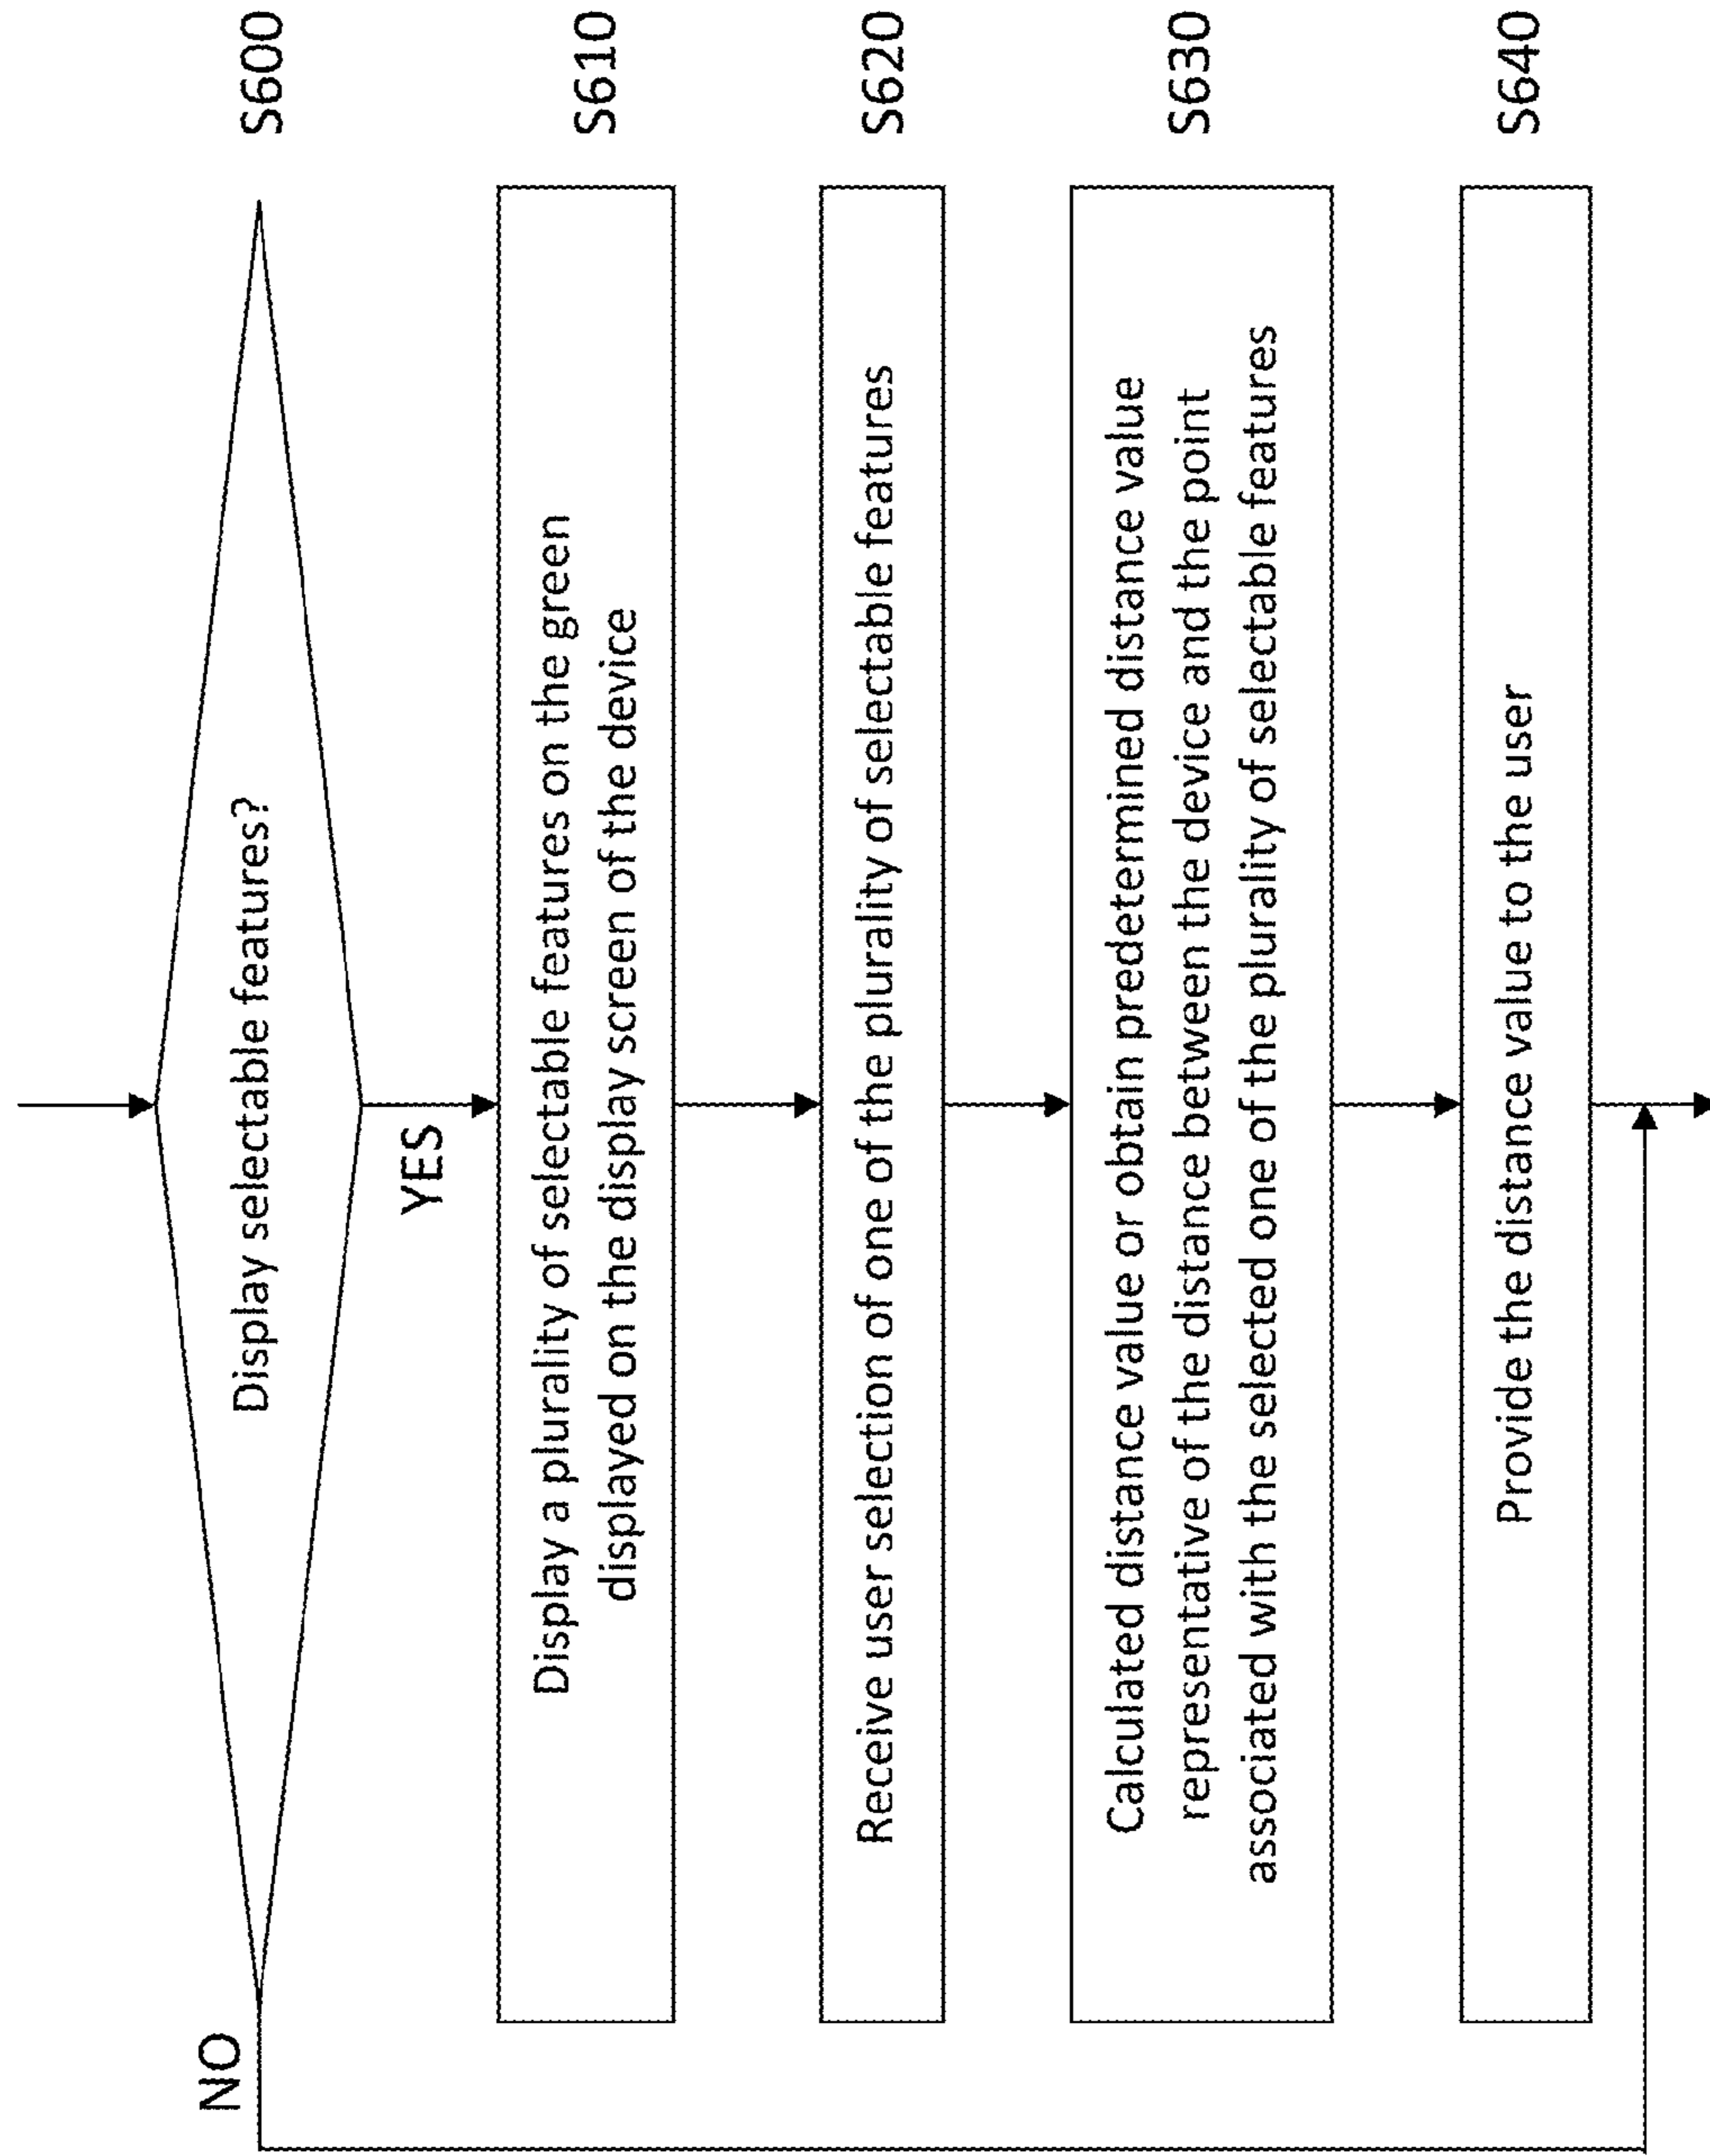 Display selectable features?
S600
NO
YES
Display a plurality of selectable features on the green
displayed on the display screen of the device
S610
Receive user selection of one of the plurality of selectable features
S620
Calculated distance value or obtain predetermined distance value
representative of the distance between the device and the point
associated with the selected one of the plurality of selectable features
S630
Provide the distance value to the user
S640